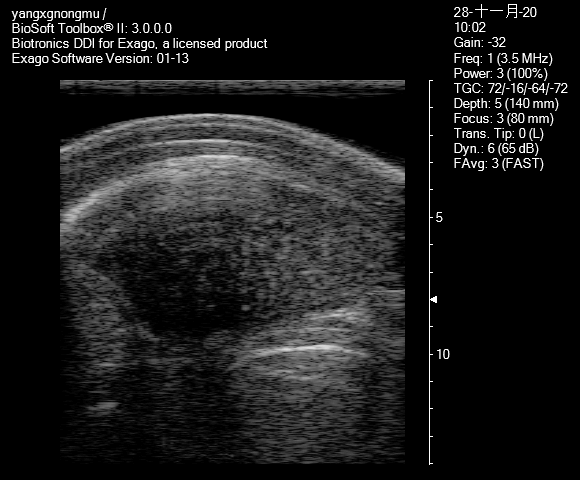 yangxgnongmu /
BioSoft Toolbox® II: 3.0.0.0
Biotronics DDI for Exago, a licensed product
Exago Software Version: 01-13
28-十一月-20
10:02
Gain: -32
Freq: 1 (3.5 MHz)
Power: 3 (100%)
TGC: 72/-16/-64/-72
Depth: 5 (140 mm)
Focus: 3 (80 mm)
Trans. Tip: 0 (L)
Dyn.: 6 (65 dB)
FAvg: 3 (FAST)
5
10